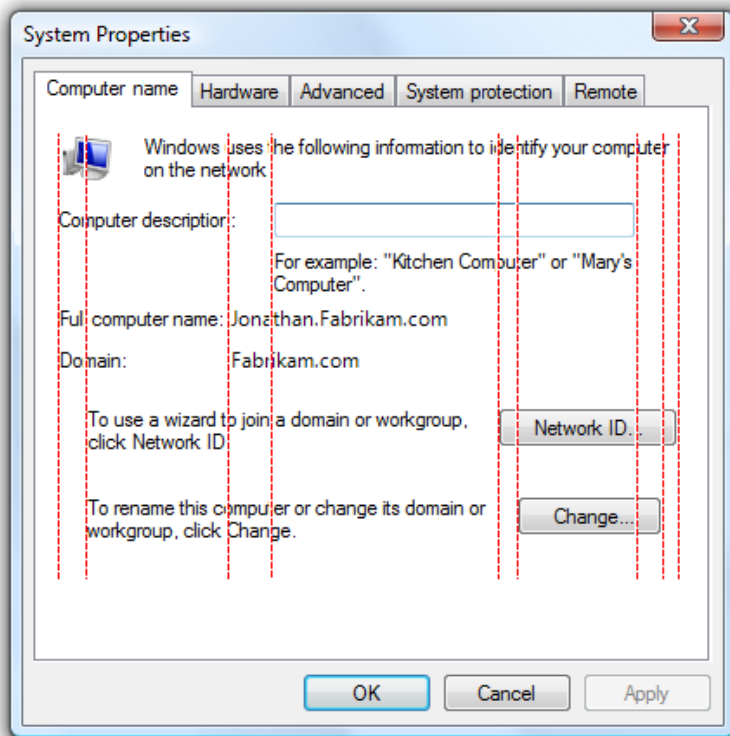 System Properties
Computer name Hardware Advanced System protection Remote
Windows uses the following information to identify your computer
on the network
Computer description:
For example: "Kitchen Computer" or "Mary's
Computer".
Full computer name: Jonathan.Fabrikam.com
Domain: Fabrikam.com
To use a wizard to join a domain or workgroup,
click Network ID
Network ID...
To rename this computer or change its domain or
workgroup, click Change.
Change...
OK Cancel Apply